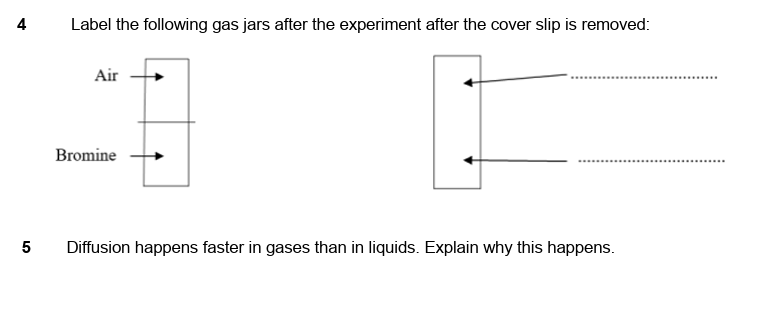 4 Label the following gas jars after the experiment after the cover slip is removed:
Air
Bromine
5 Diffusion happens faster in gases than in liquids. Explain why this happens.